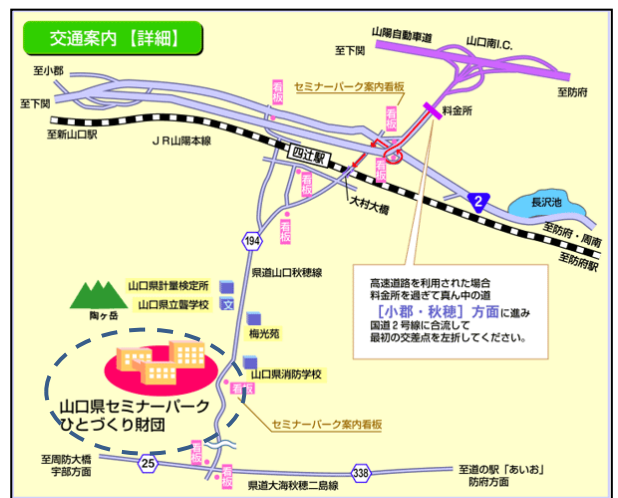 交通案内【詳細】
山陽自動車道
山口南I.C.
至下関
至防府
至小郡
至下関
看板
セミナーパーク案内看板
看板
料金所
至新山口駅
JR山陽本線
四辻駅
看板
看板
大村大橋
2
長沢池
看板
至防府・周南
至防府駅
194
県道山口秋穂線
高速道路を利用された場合
料金所を過ぎて真ん中の道
[小郡・秋穂]方面に進み
国道2号線に合流して
最初の交差点を左折してください。
山口県計量検定所
山口県立聾学校
文
陶ヶ岳
梅光苑
山口県消防学校
看板
山口県セミナーパーク
ひとづくり財団
セミナーパーク案内看板
至周防大橋
宇部方面
25
看板
看板
県道大海秋穂二島線
338
至道の駅「あいお」
防府方面